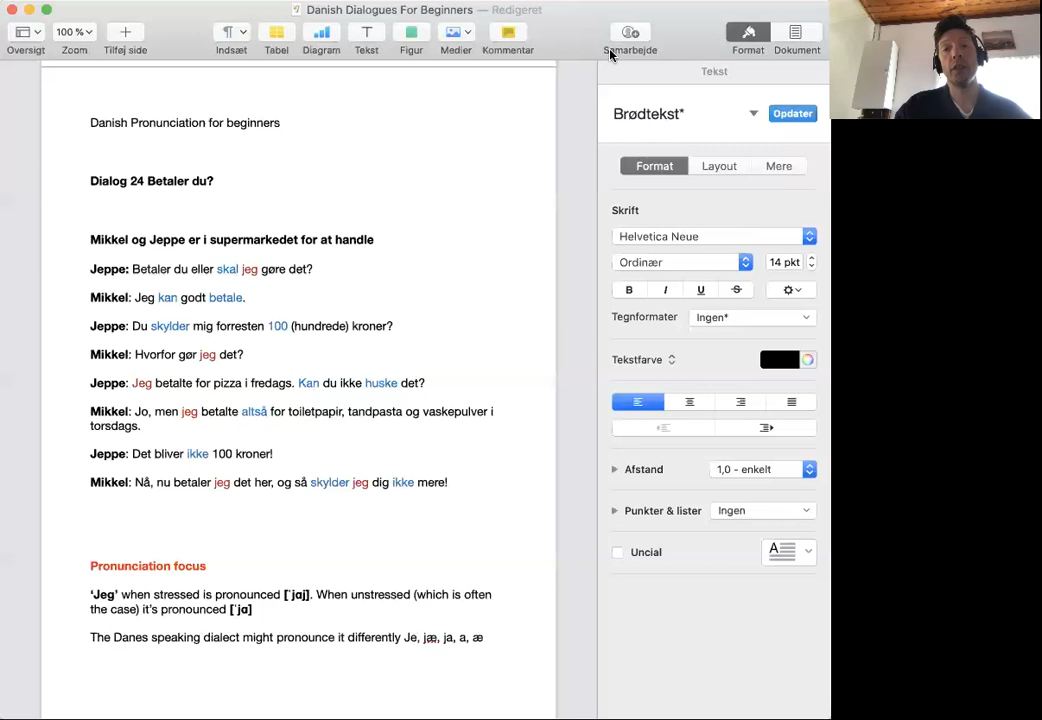 Danish Dialogues For Beginners — Redigeret
100 %
Oversigt Zoom Tilføj side Indsæt Tabel Diagram Tekst Figur Medier Kommentar Samarbejde Format Dokument
Tekst
Danish Pronunciation for beginners
Dialog 24 Betaler du?
Mikkel og Jeppe er i supermarkedet for at handle
Jeppe: Betaler du eller skal jeg gøre det?
Mikkel: Jeg kan godt betale.
Jeppe: Du skylder mig forresten 100 (hundrede) kroner?
Mikkel: Hvorfor gør jeg det?
Jeppe: Jeg betalte for pizza i fredags. Kan du ikke huske det?
Mikkel: Jo, men jeg betalte altså for toiletpapir, tandpasta og vaskepulver i
torsdags.
Jeppe: Det bliver ikke 100 kroner!
Mikkel: Nå, nu betaler jeg det her, og så skylder jeg dig ikke mere!
Pronunciation focus
‘Jeg’ when stressed is pronounced [ˈjɑj]. When unstressed (which is often
the case) it’s pronounced [ˈjɑ]
The Danes speaking dialect might pronounce it differently Je, jæ, ja, a, æ
Brødtekst*
Opdater
Format Layout Mere
Skrift
Helvetica Neue
Ordinær 14 pkt
B I U S
Tegnformater Ingen*
Tekstfarve
Afstand 1,0 - enkelt
Punkter & lister Ingen
Uncial A